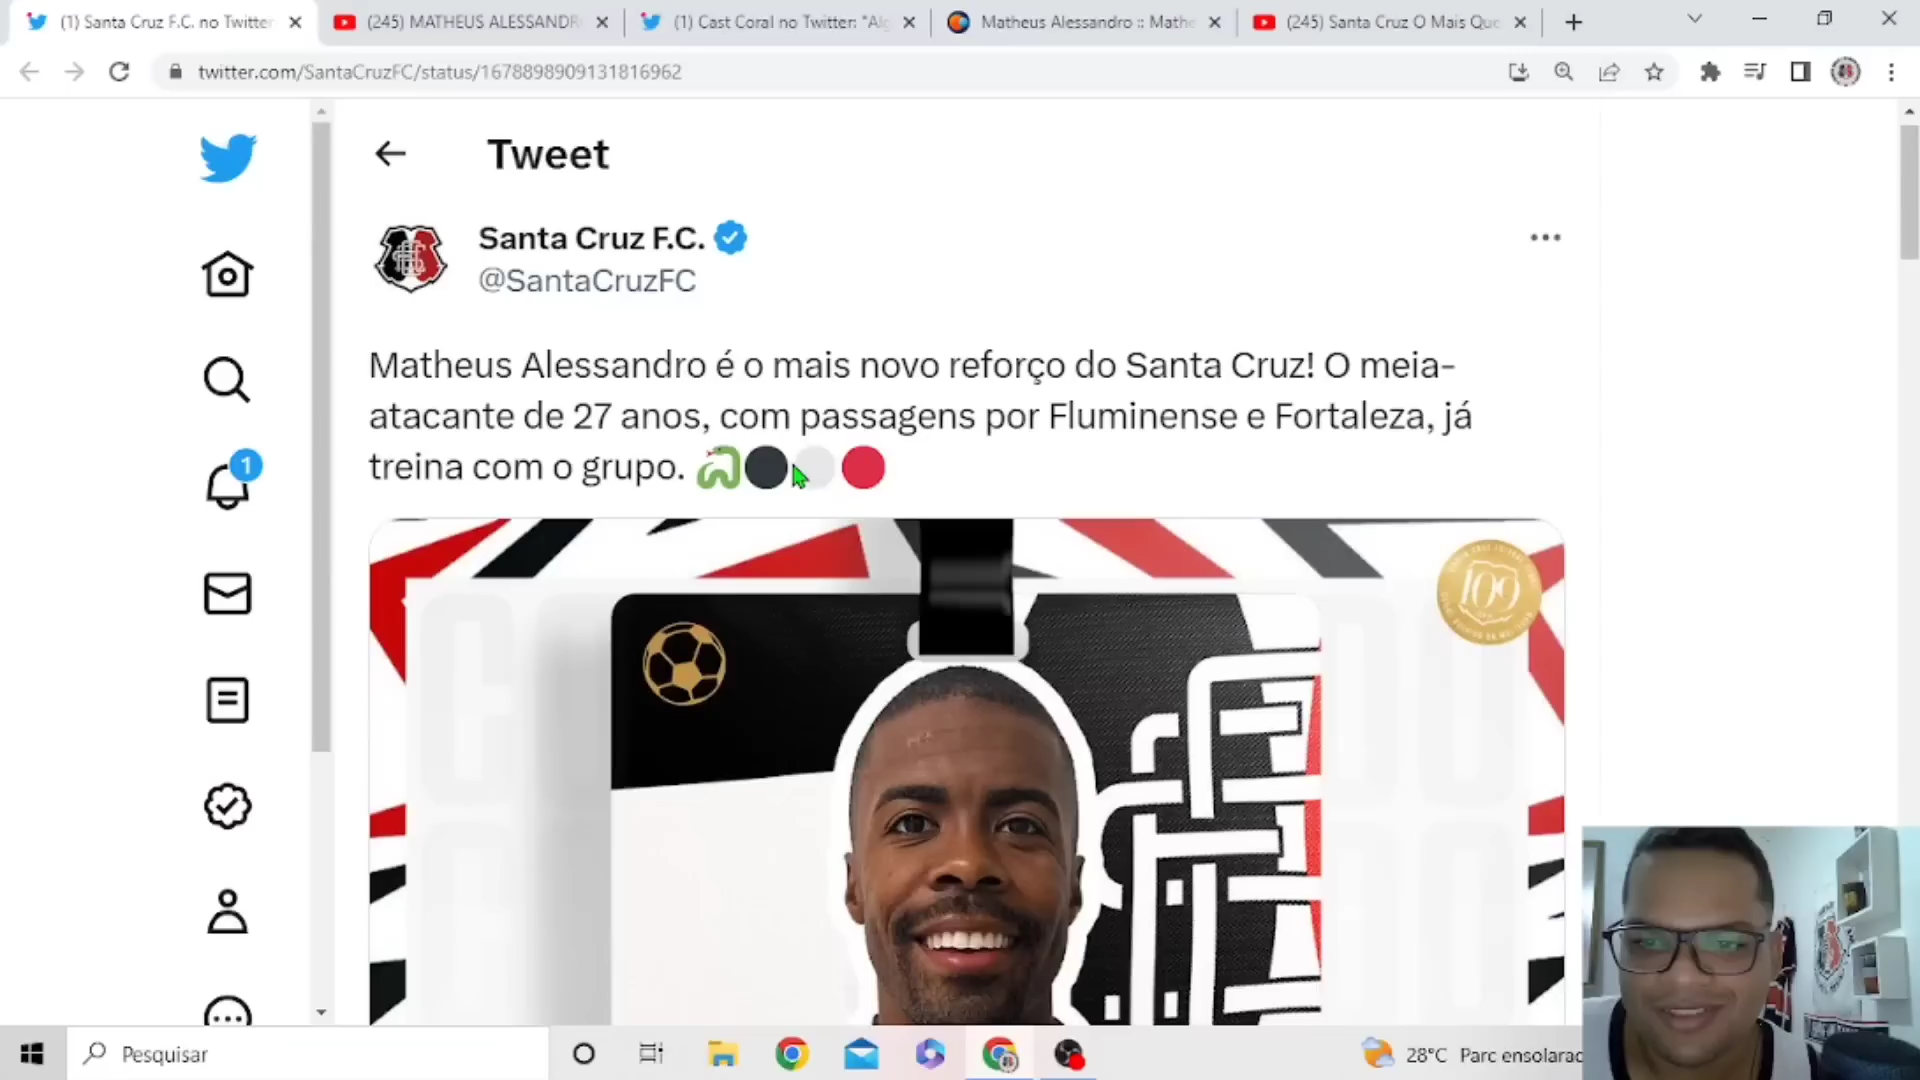 (1) Santa Cruz F.C. no Twitter
(245) MATHEUS ALESSANDR
(1) Cast Coral no Twitter: "Alg
Matheus Alessandro :: Mathe
(245) Santa Cruz O Mais Que
twitter.com/SantaCruzFC/status/1678898909131816962
Tweet
Santa Cruz F.C.
@SantaCruzFC
Matheus Alessandro é o mais novo reforço do Santa Cruz! O meia-
atacante de 27 anos, com passagens por Fluminense e Fortaleza, já
treina com o grupo.
1
109
Pesquisar
28°C Parc ensolarad